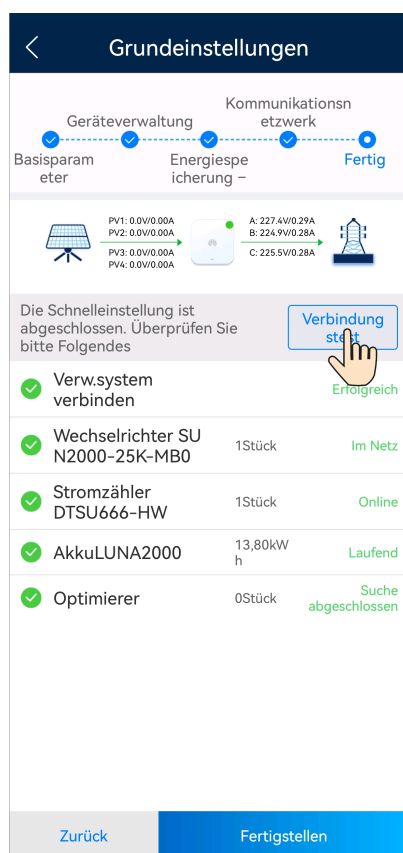 Grundeinstellungen
Basisparam
eter
Geräteverwaltung
Energiespe
icherung –
Kommunikationsn
etzwerk
Fertig
PV1: 0.0V/0.00A
PV2: 0.0V/0.00A
PV3: 0.0V/0.00A
PV4: 0.0V/0.00A
A: 227.4V/0.29A
B: 224.9V/0.28A
C: 225.5V/0.28A
Die Schnelleinstellung ist
abgeschlossen. Überprüfen Sie
bitte Folgendes
Verbindung
stest
Verw.system
verbinden
Erfolgreich
Wechselrichter SU
N2000-25K-MB0
1Stück
Im Netz
Stromzähler
DTSU666-HW
1Stück
Online
AkkuLUNA2000
13,80kW
h
Laufend
Optimierer
0Stück
Suche
abgeschlossen
Zurück
Fertigstellen